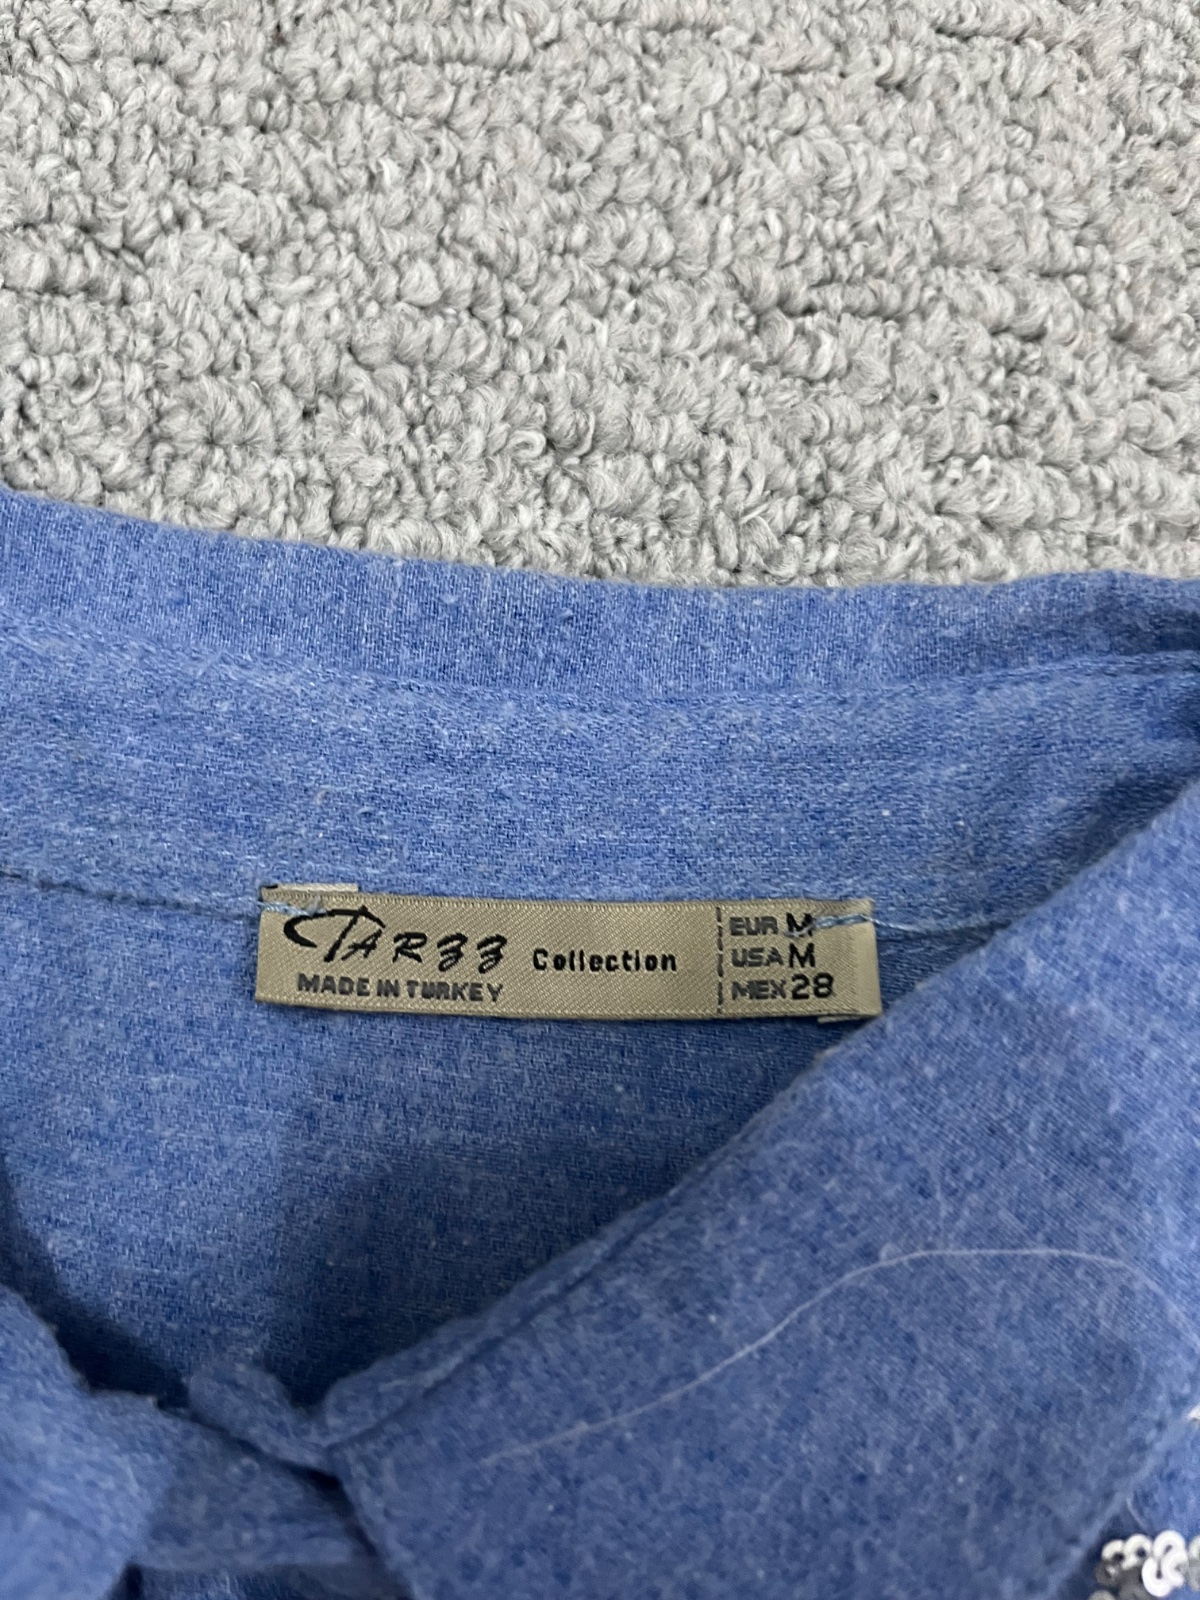 TARZZ Collection
MADE IN TURKEY
EUR M
USA M
MEX 28